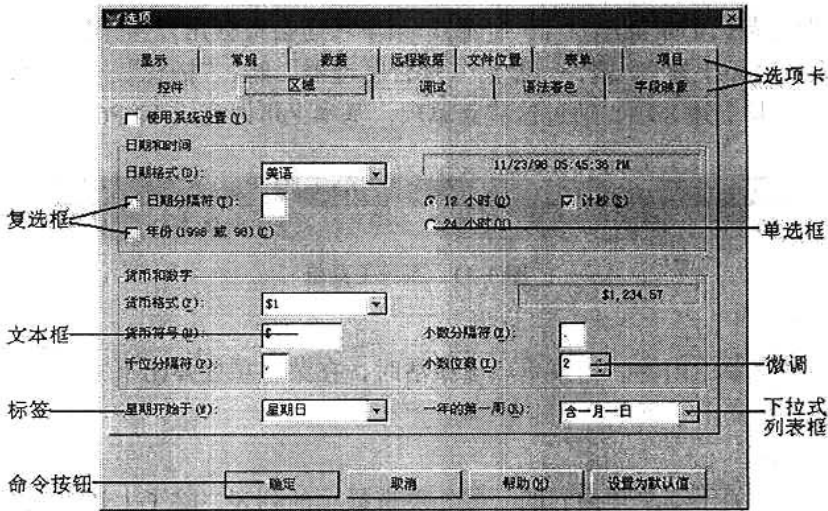 选项
显示 常规 数据 远程数据 文件位置 表单 项目
控件 区域 调试 语法着色 字段映象
选项卡
使用系统设置(Y)
日期和时间
日期格式(D): 美语 11/23/98 05:45:36 PM
复选框
日期分隔符(T): 12 小时(O) 计秒(S)
年份(1998 或 98)(C) 24 小时(H)
单选框
货币和数字
货币格式(F): $1 $1,234.57
文本框
货币符号(U): $ 小数分隔符(E): .
千位分隔符(P): , 小数位数(I): 2
微调
标签
星期开始于(W): 星期日 一年的第一周(R): 含一月一日
下拉式
列表框
命令按钮
确定 取消 帮助(H) 设置为默认值